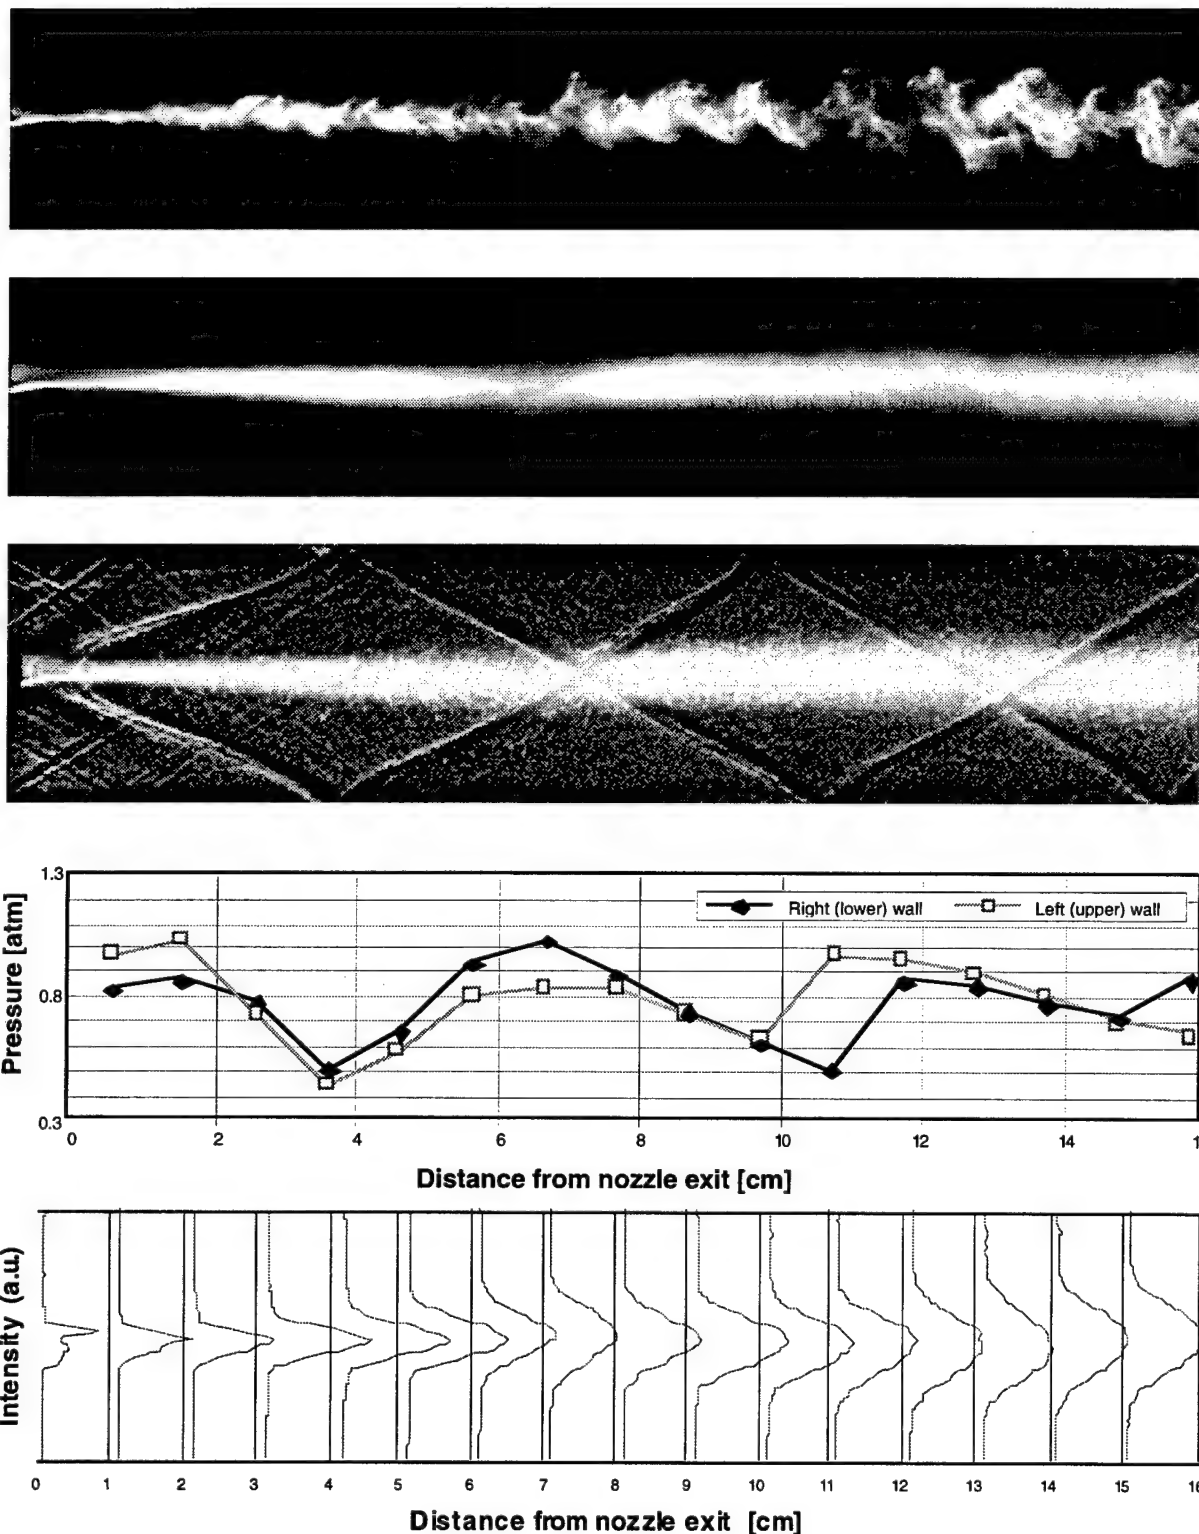 1.3
0.8
0.3
Pressure [atm]
Right (lower) wall
Left (upper) wall
0 2 4 6 8 10 12 14 1
Distance from nozzle exit [cm]
Intensity (a.u.)
0 1 2 3 4 5 6 7 8 9 10 11 12 13 14 15 16
Distance from nozzle exit [cm]